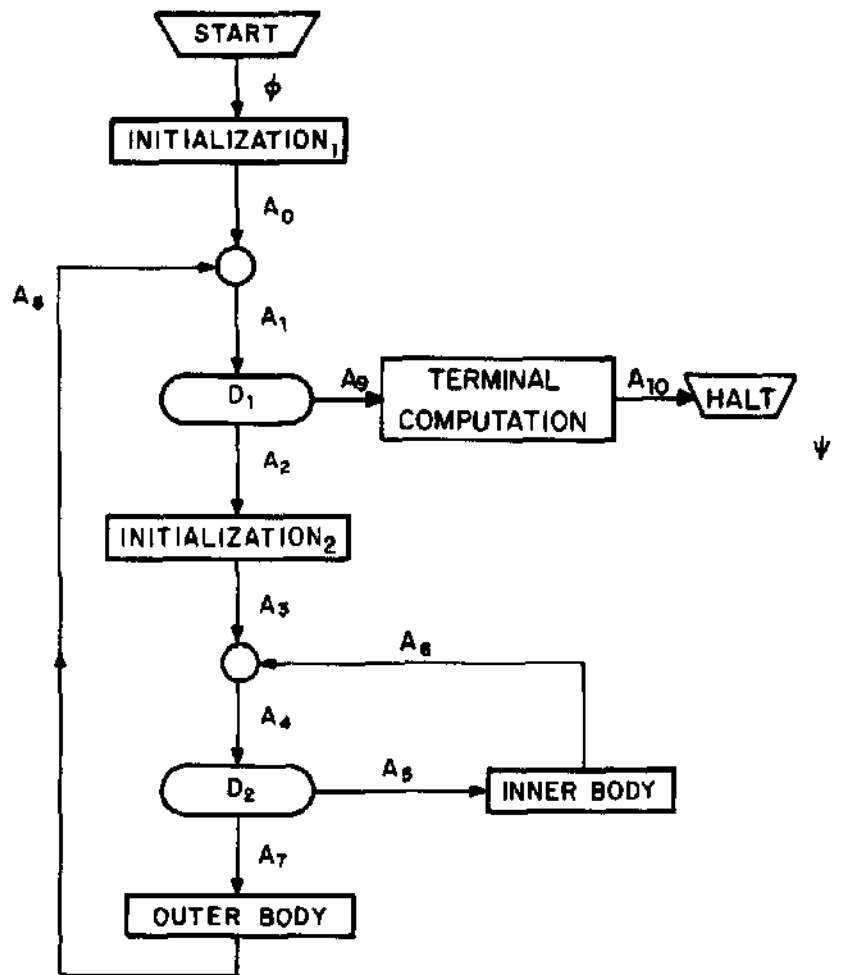 START
ϕ
INITIALIZATION₁
A₀
A₈
A₁
D₁
A₉
TERMINAL
COMPUTATION
A₁₀
HALT
ψ
A₂
INITIALIZATION₂
A₃
A₆
A₄
D₂
A₅
INNER BODY
A₇
OUTER BODY